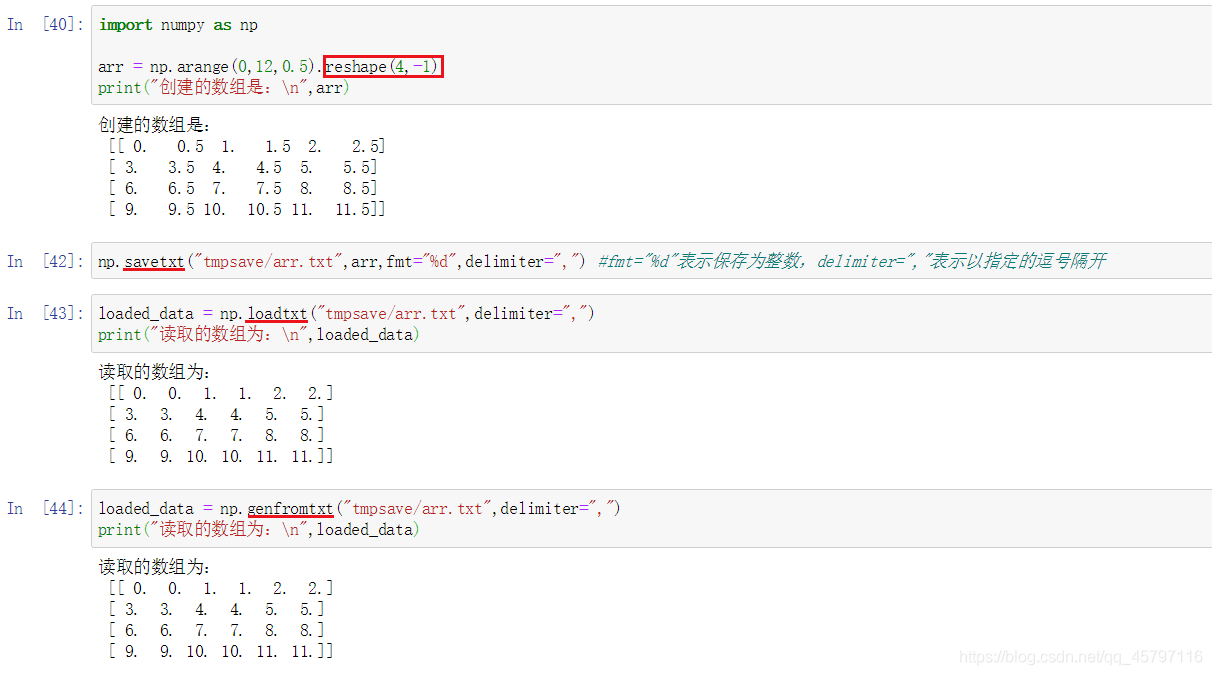 In [40]: import numpy as np
arr = np.arange(0,12,0.5).reshape(4,-1)
print("创建的数组是：\n",arr)
创建的数组是：
[[ 0. 0.5 1. 1.5 2. 2.5]
[ 3. 3.5 4. 4.5 5. 5.5]
[ 6. 6.5 7. 7.5 8. 8.5]
[ 9. 9.5 10. 10.5 11. 11.5]]
In [42]: np.savetxt("tmpsave/arr.txt",arr,fmt="%d",delimiter=",") #fmt="%d"表示保存为整数，delimiter=","表示以指定的逗号隔开
In [43]: loaded_data = np.loadtxt("tmpsave/arr.txt",delimiter=",")
print("读取的数组为：\n",loaded_data)
读取的数组为：
[[ 0. 0. 1. 1. 2. 2.]
[ 3. 3. 4. 4. 5. 5.]
[ 6. 6. 7. 7. 8. 8.]
[ 9. 9. 10. 10. 11. 11.]]
In [44]: loaded_data = np.genfromtxt("tmpsave/arr.txt",delimiter=",")
print("读取的数组为：\n",loaded_data)
读取的数组为：
[[ 0. 0. 1. 1. 2. 2.]
[ 3. 3. 4. 4. 5. 5.]
[ 6. 6. 7. 7. 8. 8.]
[ 9. 9. 10. 10. 11. 11.]]
https://blog.csdn.net/qq_45797116